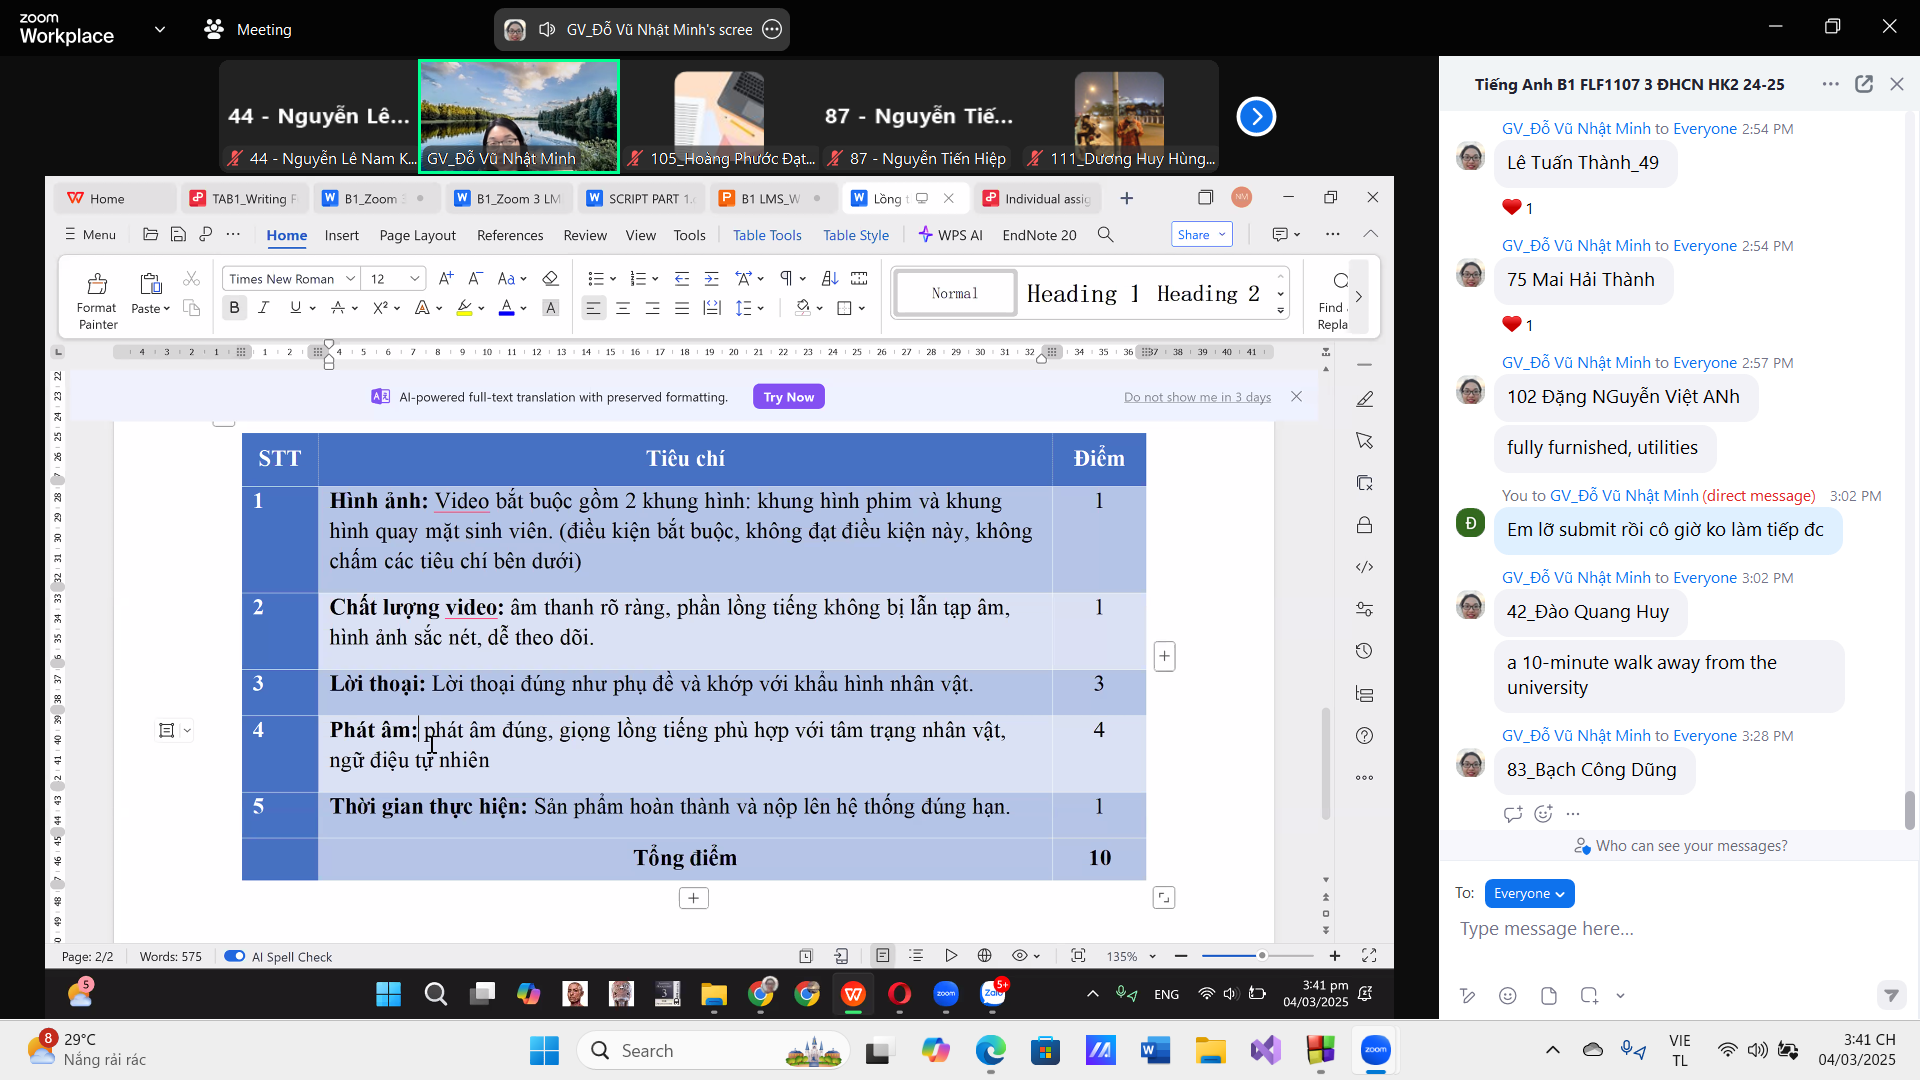 zoom
Workplace
Meeting
GV_Đỗ Vũ Nhật Minh's scree
44 - Nguyễn Lê...
87 - Nguyễn Tiế...
44 - Nguyễn Lê Nam K...
GV_Đỗ Vũ Nhật Minh
105_Hoàng Phước Đạt...
87 - Nguyễn Tiến Hiệp
111_Dương Huy Hùng...
Home
TAB1_Writing
B1_Zoom
B1_Zoom 3 LM
SCRIPT PART 1.
B1 LMS_W
Lồng
Individual assig
NM
Menu
Home
Insert
Page Layout
References
Review
View
Tools
Table Tools
Table Style
WPS AI
EndNote 20
Share
Format
Painter
Paste
Times New Roman
12
Normal
Heading 1
Heading 2
Find
Repla
AI-powered full-text translation with preserved formatting.
Try Now
Do not show me in 3 days
STT
Tiêu chí
Điểm
1
Hình ảnh: Video bắt buộc gồm 2 khung hình: khung hình phim và khung
hình quay mặt sinh viên. (điều kiện bắt buộc, không đạt điều kiện này, không
chấm các tiêu chí bên dưới)
1
2
Chất lượng video: âm thanh rõ ràng, phần lồng tiếng không bị lẫn tạp âm,
hình ảnh sắc nét, dễ theo dõi.
1
3
Lời thoại: Lời thoại đúng như phụ đề và khớp với khẩu hình nhân vật.
3
4
Phát âm: phát âm đúng, giọng lồng tiếng phù hợp với tâm trạng nhân vật,
ngữ điệu tự nhiên
4
5
Thời gian thực hiện: Sản phẩm hoàn thành và nộp lên hệ thống đúng hạn.
1
Tổng điểm
10
Page: 2/2
Words: 575
AI Spell Check
135%
5
5+
ENG
3:41 pm
04/03/2025
Tiếng Anh B1 FLF1107 3 ĐHCN HK2 24-25
GV_Đỗ Vũ Nhật Minh to Everyone 2:54 PM
Lê Tuấn Thành_49
1
GV_Đỗ Vũ Nhật Minh to Everyone 2:54 PM
75 Mai Hải Thành
1
GV_Đỗ Vũ Nhật Minh to Everyone 2:57 PM
102 Đặng NGuyễn Việt ANh
fully furnished, utilities
You to GV_Đỗ Vũ Nhật Minh (direct message) 3:02 PM
Đ
Em lỡ submit rồi cô giờ ko làm tiếp đc
GV_Đỗ Vũ Nhật Minh to Everyone 3:02 PM
42_Đào Quang Huy
a 10-minute walk away from the
university
GV_Đỗ Vũ Nhật Minh to Everyone 3:28 PM
83_Bạch Công Dũng
Who can see your messages?
To:
Everyone
Type message here...
8
29°C
Nắng rải rác
Search
zoom
VIE
TL
3:41 CH
04/03/2025